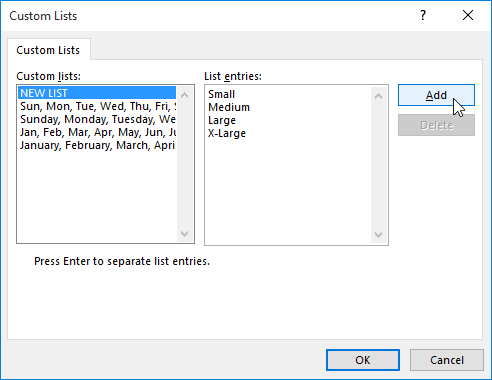 Custom Lists
?
Custom Lists
Custom lists:
NEW LIST
Sun, Mon, Tue, Wed, Thu, Fri, S
Sunday, Monday, Tuesday, We
Jan, Feb, Mar, Apr, May, Jun, Ju
January, February, March, April
List entries:
Small
Medium
Large
X-Large
Add
Delete
Press Enter to separate list entries.
OK
Cancel